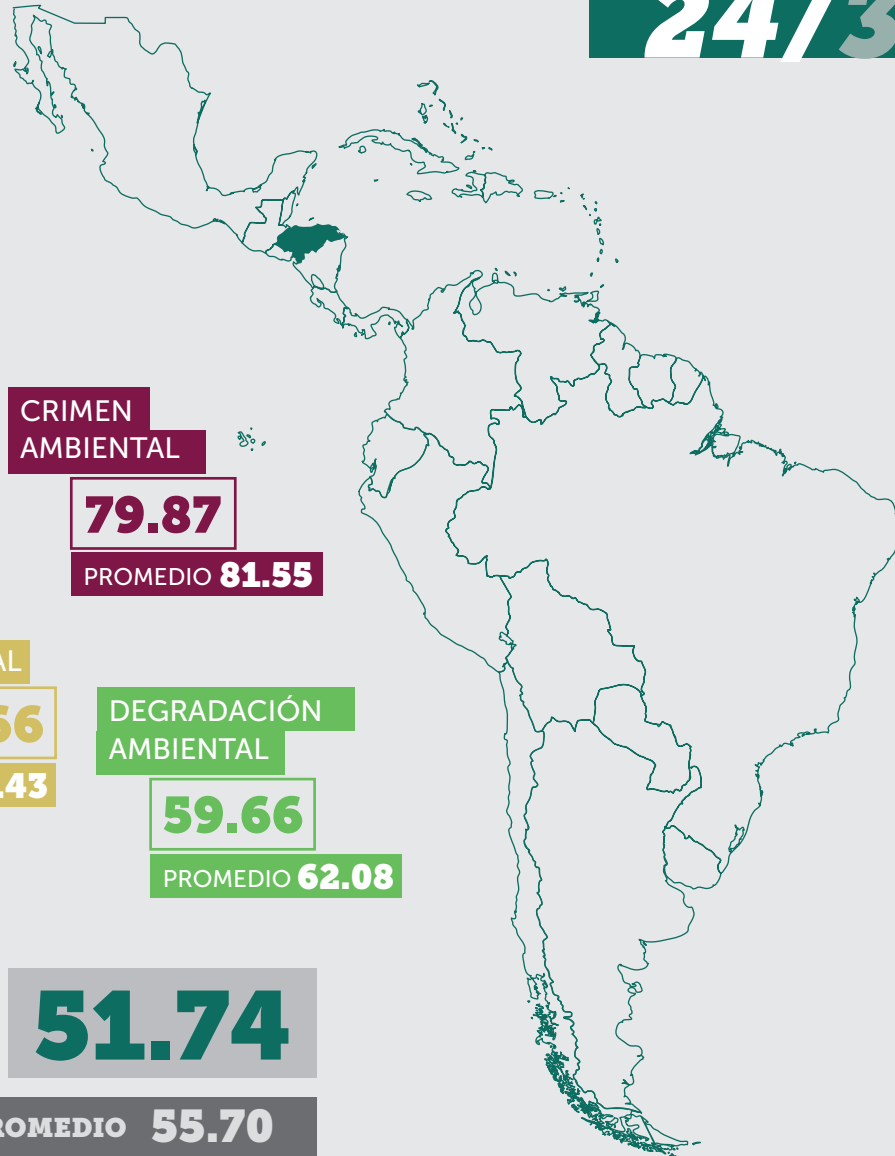 24/3
CRIMEN
AMBIENTAL
79.87
PROMEDIO 81.55
DEGRADACIÓN
AMBIENTAL
59.66
PROMEDIO 62.08
51.74
PROMEDIO 55.70